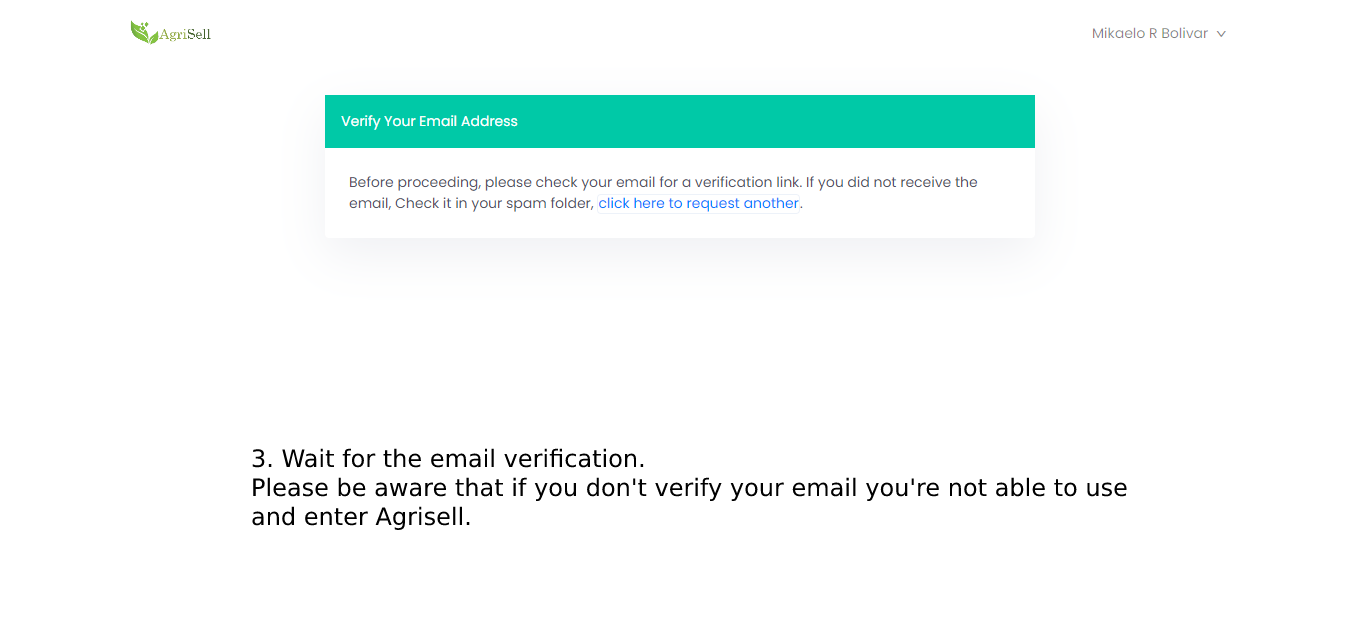 AgriSell
Mikaelo R Bolivar
Verify Your Email Address
Before proceeding, please check your email for a verification link. If you did not receive the
email, Check it in your spam folder, click here to request another.
3. Wait for the email verification.
Please be aware that if you don't verify your email you're not able to use
and enter Agrisell.